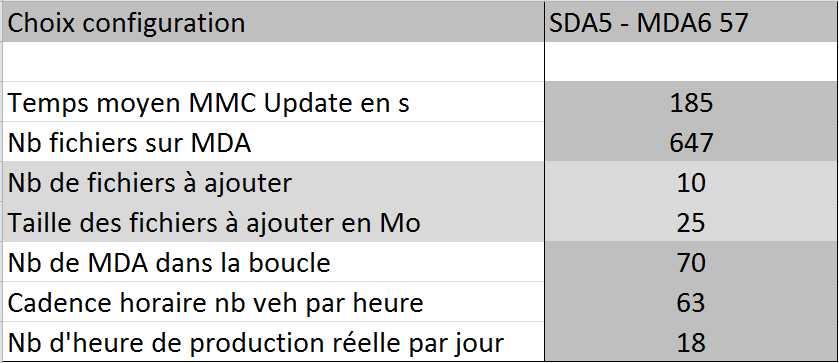 Choix configuration SDA5 - MDA6 57
Temps moyen MMC Update en s 185
Nb fichiers sur MDA 647
Nb de fichiers à ajouter 10
Taille des fichiers à ajouter en Mo 25
Nb de MDA dans la boucle 70
Cadence horaire nb veh par heure 63
Nb d'heure de production réelle par jour 18